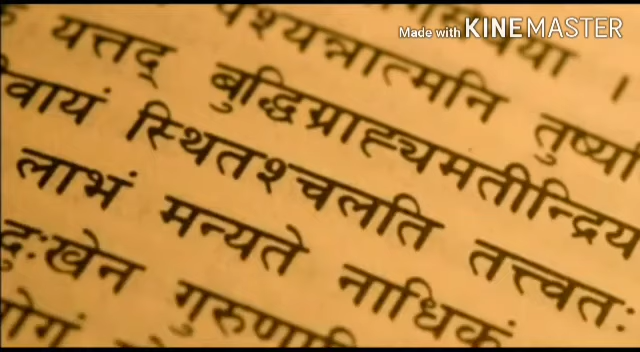 Made with KINEMASTER
पश्यन्नात्मनि तुष्य
यत्तद् बुद्धिग्राह्यमतीन्द्रिय
वायं स्थितश्चलति तत्त्वतः
लाभं मन्यते नाधिकं
दुःखेन गुरुणा